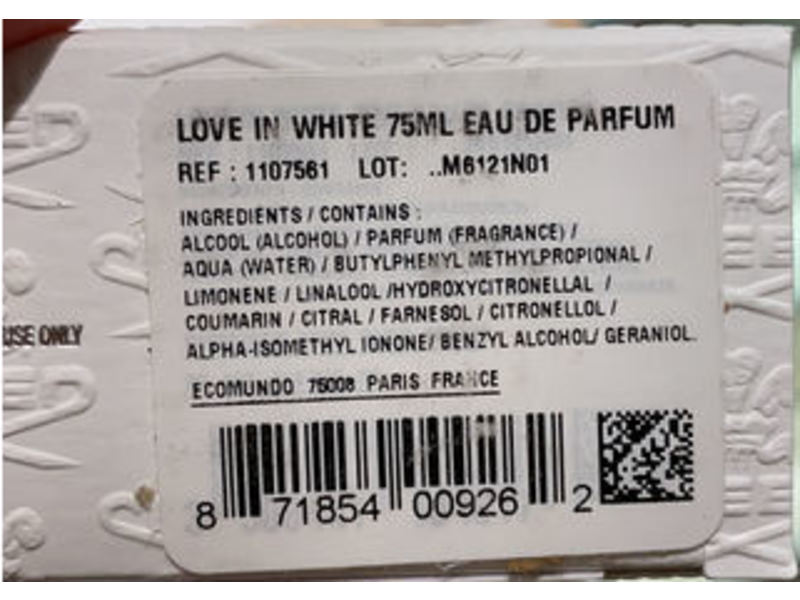 LOVE IN WHITE 75ML EAU DE PARFUM
REF : 1107561 LOT: ..M6121N01
INGREDIENTS / CONTAINS :
ALCOOL (ALCOHOL) / PARFUM (FRAGRANCE) /
AQUA (WATER) / BUTYLPHENYL METHYLPROPIONAL /
LIMONENE / LINALOOL /HYDROXYCITRONELLAL /
COUMARIN / CITRAL / FARNESOL / CITRONELLOL /
USE ONLY
ALPHA-ISOMETHYL IONONE/ BENZYL ALCOHOL/ GERANIOL.
ECOMUNDO 75008 PARIS FRANCE
8 71854 00926 2